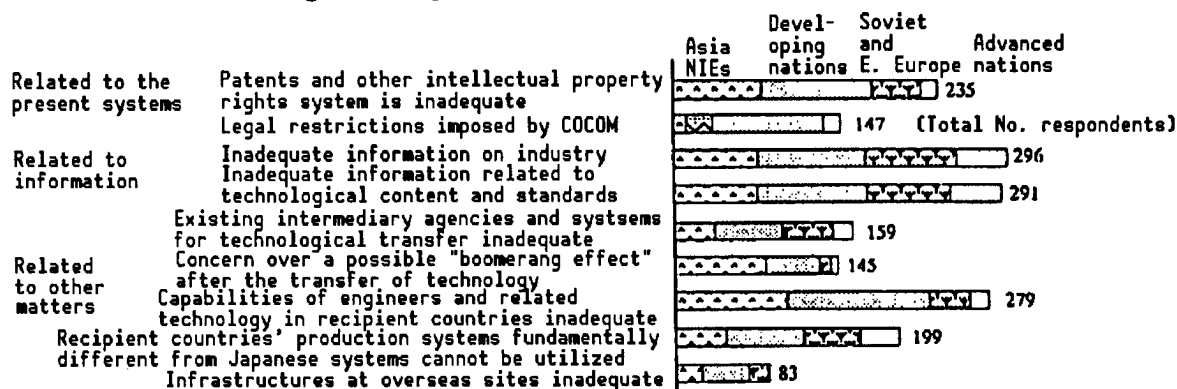 Devel- Soviet
Asia oping and Advanced
NIEs nations E. Europe nations
Related to the Patents and other intellectual property
present systems rights system is inadequate 235
Legal restrictions imposed by COCOM 147 (Total No. respondents)
Related to Inadequate information on industry 296
information Inadequate information related to
technological content and standards 291
Existing intermediary agencies and systsems
for technological transfer inadequate 159
Related Concern over a possible "boomerang effect"
to other after the transfer of technology 145
matters Capabilities of engineers and related
technology in recipient countries inadequate 279
Recipient countries' production systems fundamentally
different from Japanese systems cannot be utilized 199
Infrastructures at overseas sites inadequate 83